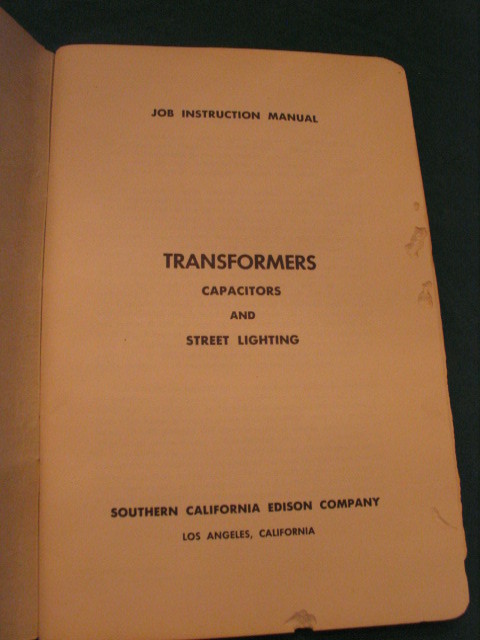 JOB INSTRUCTION MANUAL
TRANSFORMERS
CAPACITORS
AND
STREET LIGHTING
SOUTHERN CALIFORNIA EDISON COMPANY
LOS ANGELES, CALIFORNIA